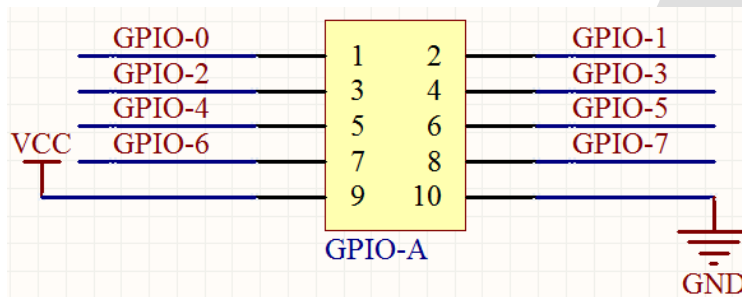 GPIO-0 1 2 GPIO-1
GPIO-2 3 4 GPIO-3
GPIO-4 5 6 GPIO-5
VCC GPIO-6 7 8 GPIO-7
9 10
GPIO-A
GND